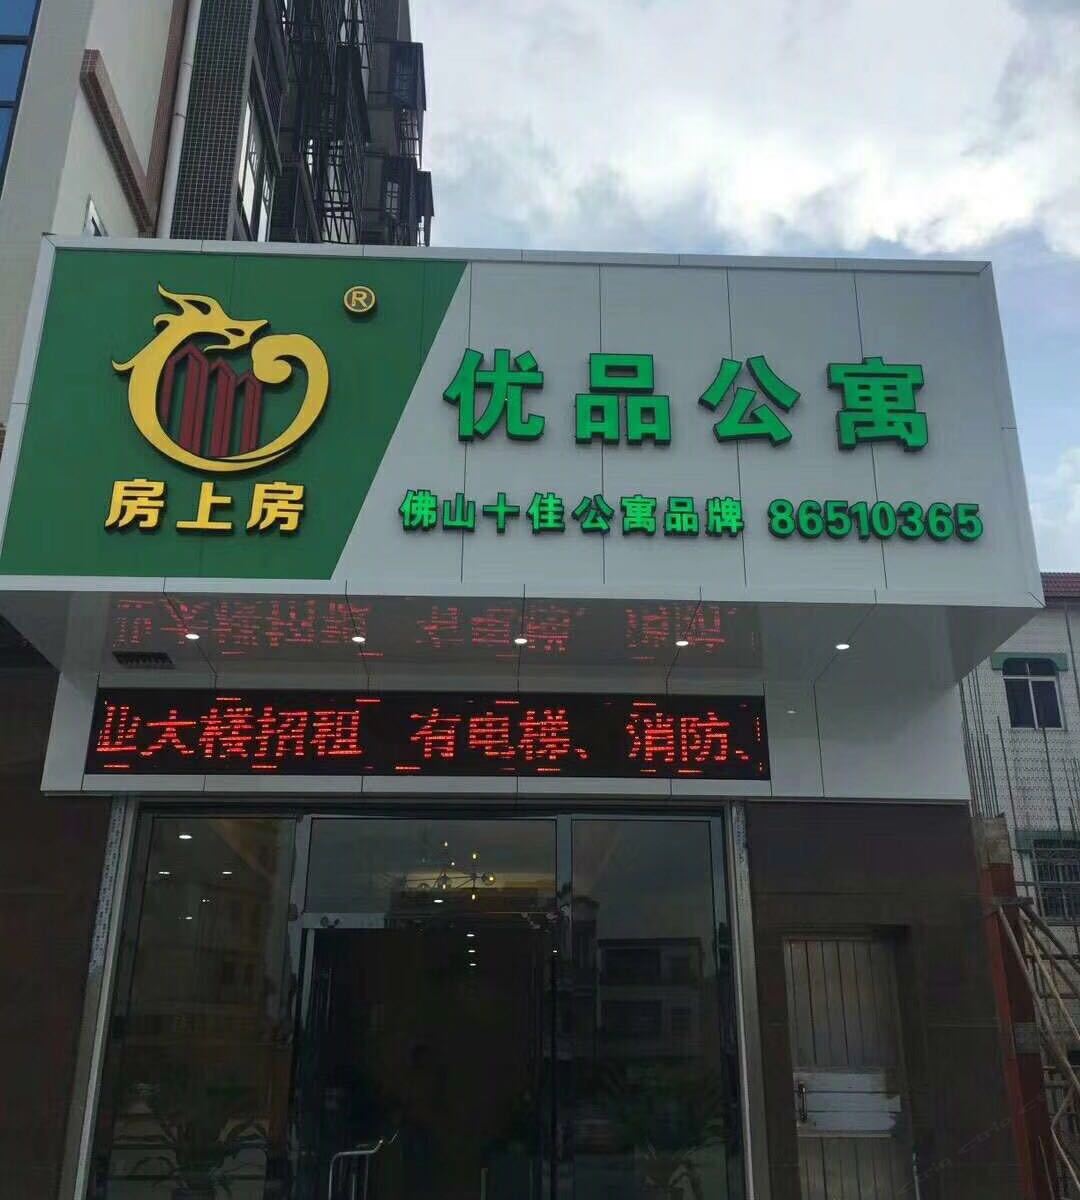 ®
优品公寓
房上房
佛山十佳公寓品牌 86510365
业大楼招租 有电梯、消防、